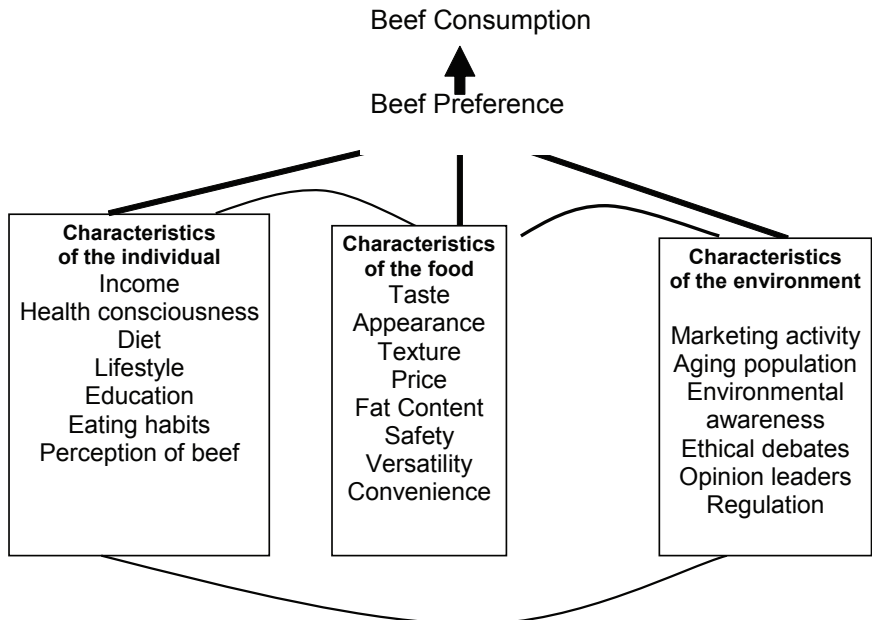 Beef Consumption
Beef Preference
Characteristics
of the individual
Income
Health consciousness
Diet
Lifestyle
Education
Eating habits
Perception of beef
Characteristics
of the food
Taste
Appearance
Texture
Price
Fat Content
Safety
Versatility
Convenience
Characteristics
of the environment
Marketing activity
Aging population
Environmental
awareness
Ethical debates
Opinion leaders
Regulation